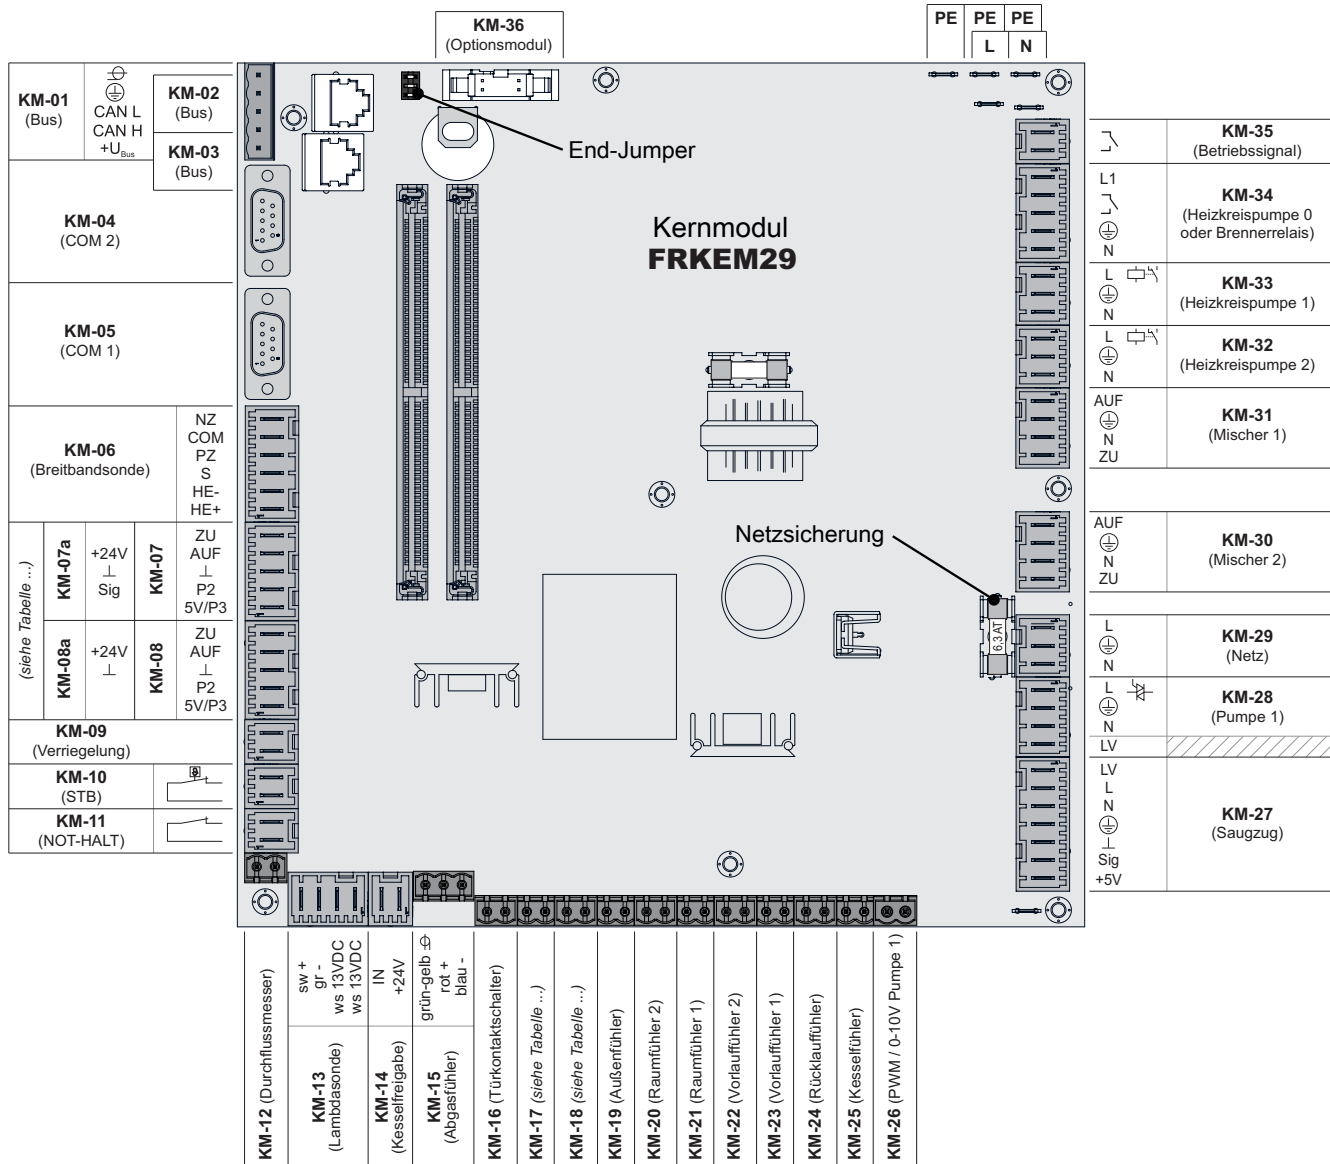 KM-36
(Optionsmodul)
PE PE PE
L N
KM-01
(Bus)
CAN L
CAN H
+UBus
KM-02
(Bus)
KM-03
(Bus)
KM-04
(COM 2)
KM-05
(COM 1)
KM-06
(Breitbandsonde)
NZ
COM
PZ
S
HE-
HE+
(siehe Tabelle ...)
KM-07a
+24V
⊥
Sig
KM-07
ZU
AUF
⊥
P2
5V/P3
KM-08a
+24V
⊥
KM-08
ZU
AUF
⊥
P2
5V/P3
KM-09
(Verriegelung)
KM-10
(STB)
KM-11
(NOT-HALT)
End-Jumper
Kernmodul
FRKEM29
Netzsicherung
6,3 AT
KM-35
(Betriebssignal)
L1
N
KM-34
(Heizkreispumpe 0
oder Brennerrelais)
L
N
KM-33
(Heizkreispumpe 1)
L
N
KM-32
(Heizkreispumpe 2)
AUF
N
ZU
KM-31
(Mischer 1)
AUF
N
ZU
KM-30
(Mischer 2)
L
N
KM-29
(Netz)
L
N
KM-28
(Pumpe 1)
LV
LV
L
N
⊥
Sig
+5V
KM-27
(Saugzug)
KM-12 (Durchflussmesser)
sw +
gr -
ws 13VDC
ws 13VDC
KM-13
(Lambdasonde)
IN
+24V
KM-14
(Kesselfreigabe)
grün-gelb
rot +
blau -
KM-15
(Abgasfühler)
KM-16 (Türkontaktschalter)
KM-17 (siehe Tabelle ...)
KM-18 (siehe Tabelle ...)
KM-19 (Außenfühler)
KM-20 (Raumfühler 2)
KM-21 (Raumfühler 1)
KM-22 (Vorlauffühler 2)
KM-23 (Vorlauffühler 1)
KM-24 (Rücklauffühler)
KM-25 (Kesselfühler)
KM-26 (PWM / 0-10V Pumpe 1)